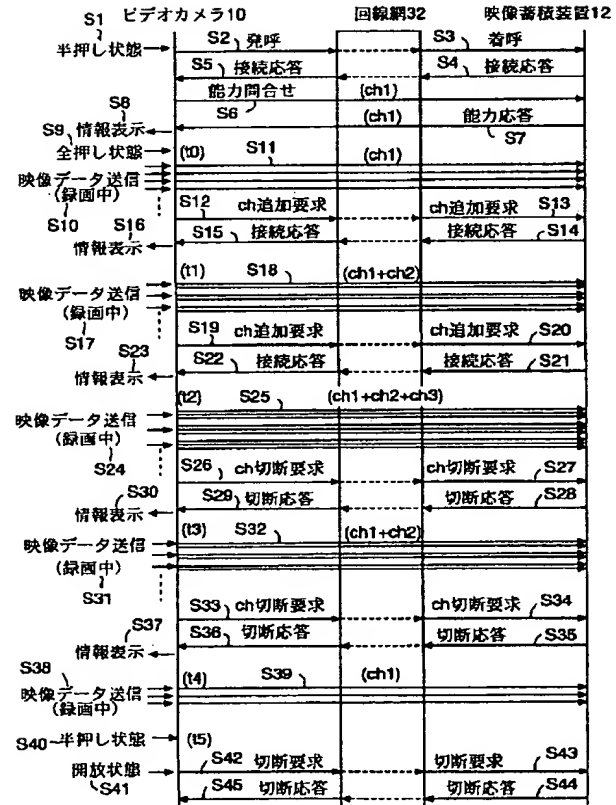 S1 ビデオカメラ10 回線網32 映像蓄積装置12
半押し状態 S2 発呼 S3 着呼
S5 接続応答 S4 接続応答
能力問合せ (ch1)
S8 S6 (ch1) 能力応答
S9 情報表示 S7
全押し状態 (t0) S11 (ch1)
映像データ送信
(録画中) S12 ch追加要求 ch追加要求 S13
S10 S16 S15 接続応答 接続応答 S14
情報表示
(t1) S18 (ch1+ch2)
映像データ送信
(録画中)
S17 S19 ch追加要求 ch追加要求 S20
S23 S22 接続応答 接続応答 S21
情報表示
(t2) S25 (ch1+ch2+ch3)
映像データ送信
(録画中)
S24 S26 ch切断要求 ch切断要求 S27
S30 S29 切断応答 切断応答 S28
情報表示
(t3) S32 (ch1+ch2)
映像データ送信
(録画中)
S31
S33 ch切断要求 ch切断要求 S34
S37 S36 切断応答 切断応答 S35
情報表示
S38 (t4) S39 (ch1)
映像データ送信
(録画中)
S40 半押し状態 (t5)
S42 切断要求 切断要求 S43
開放状態
S41 S45 切断応答 切断応答 S44